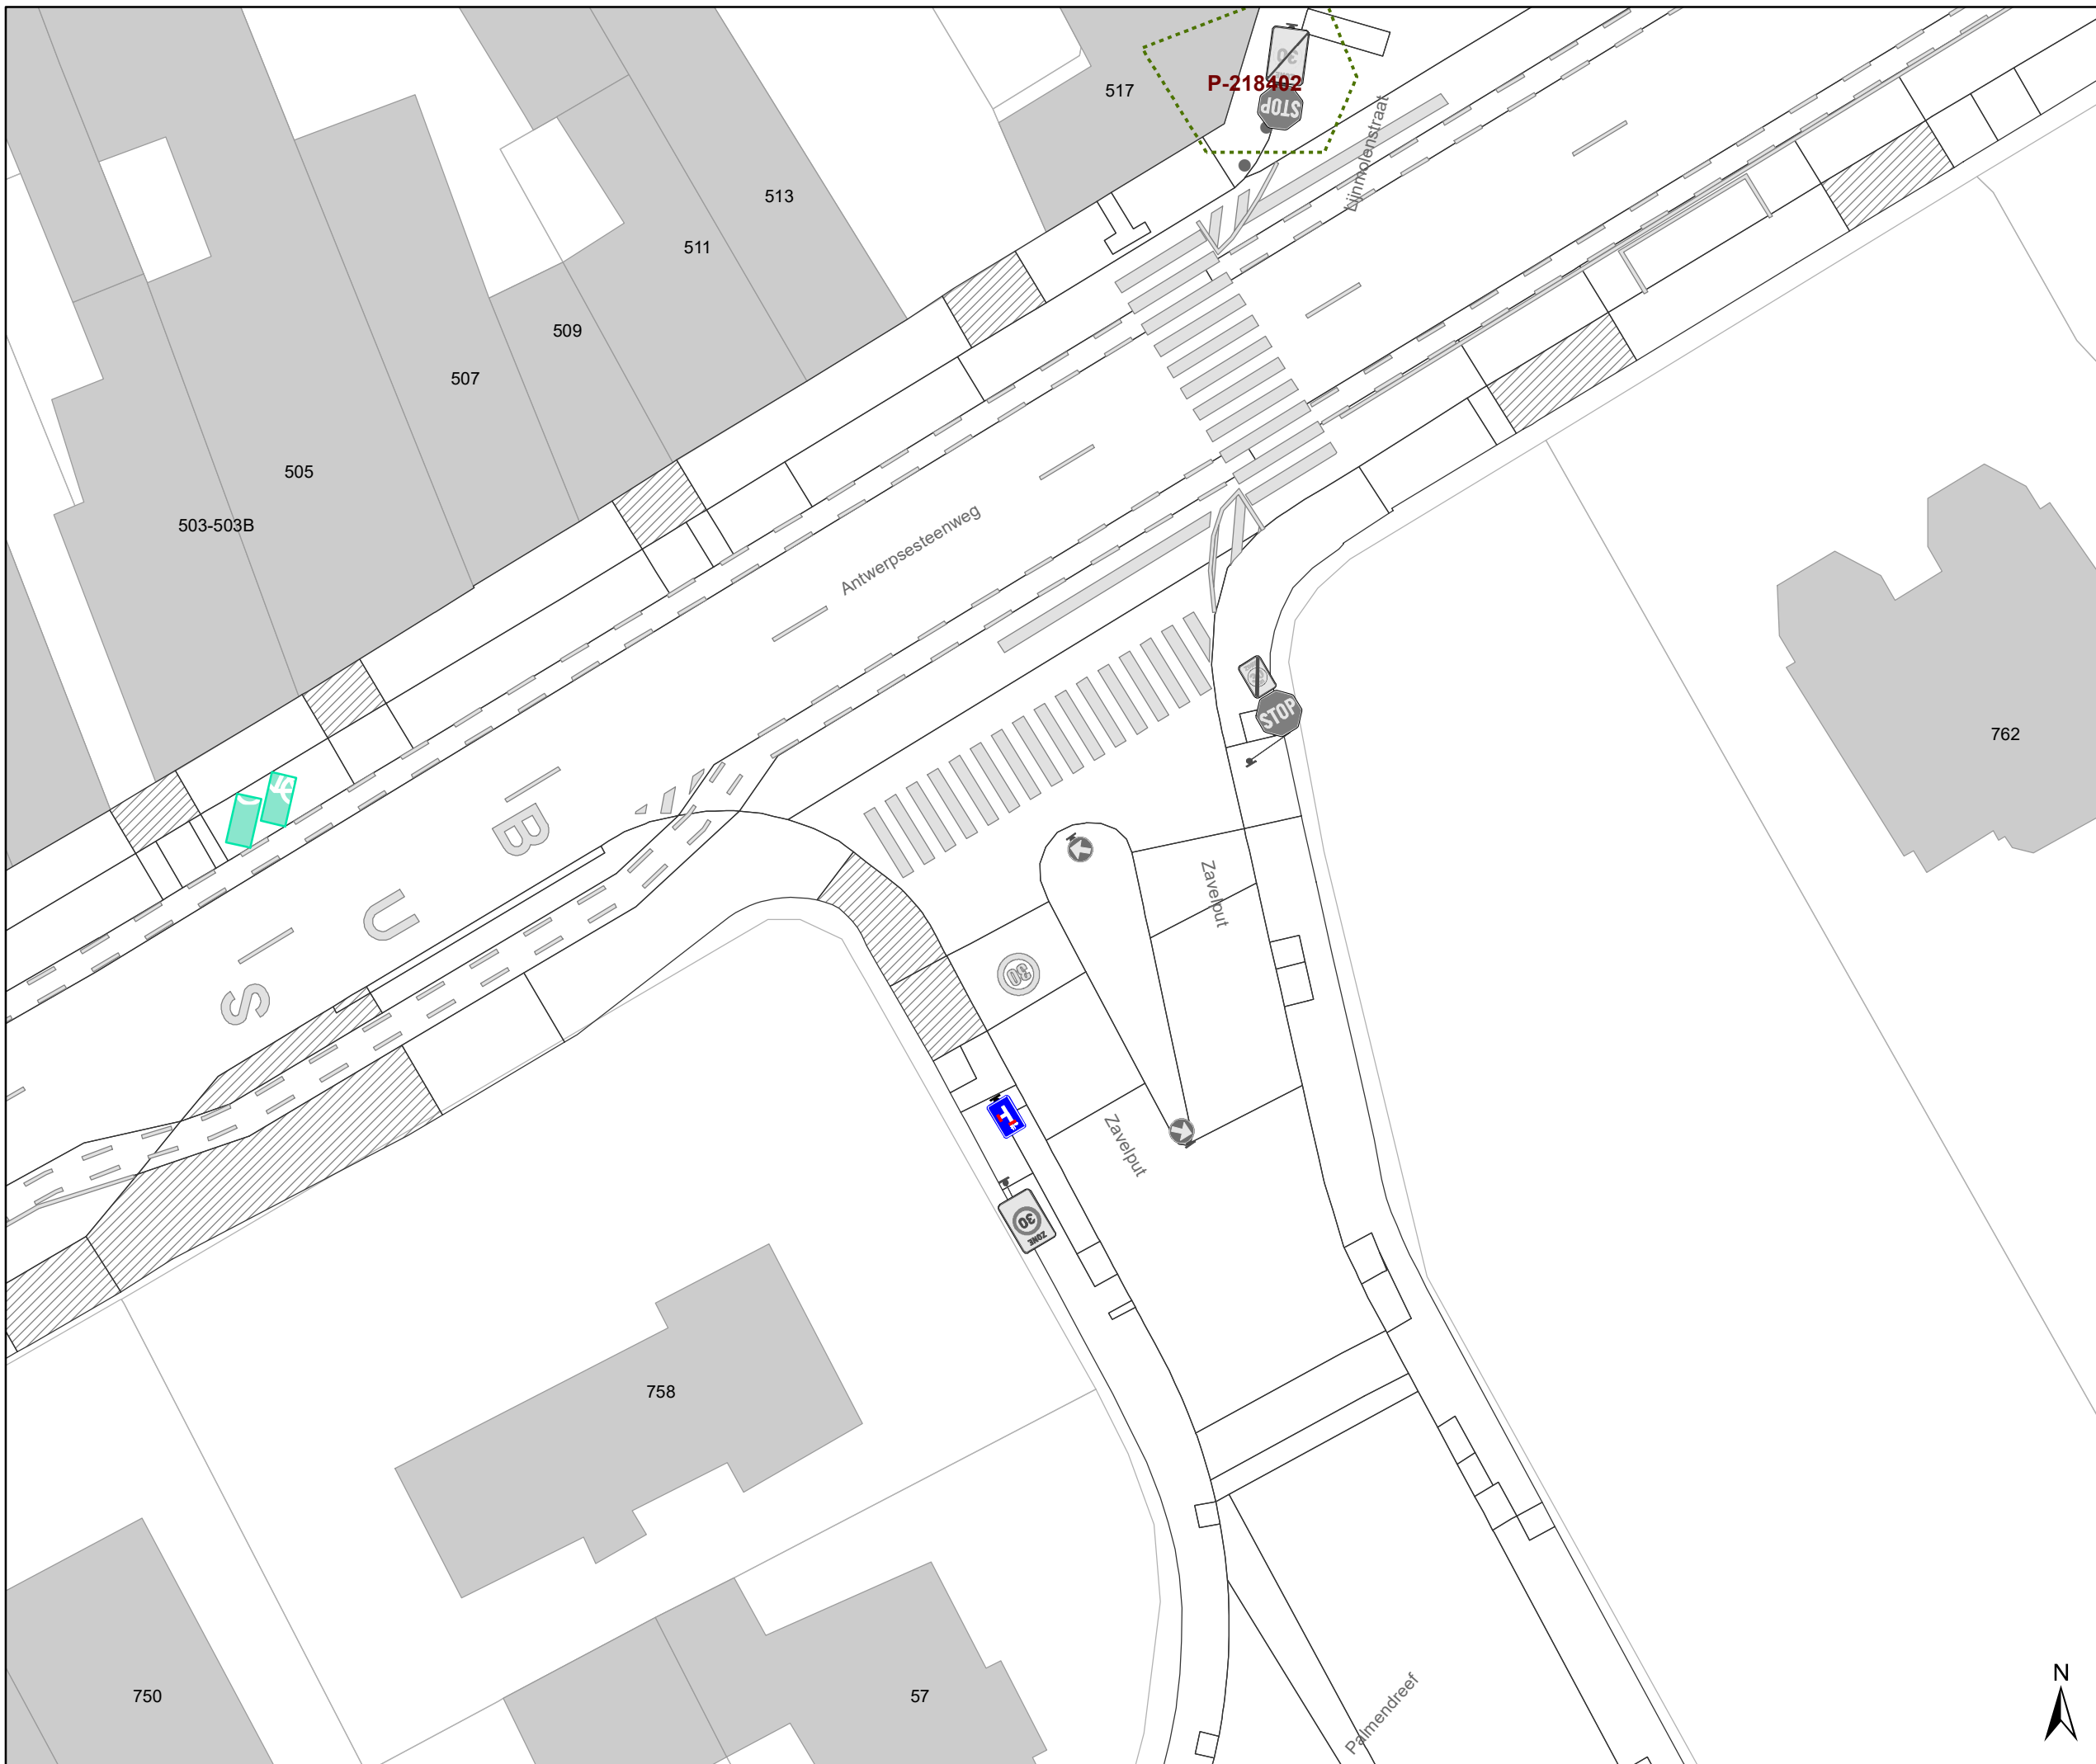 30
P-218402
STOP
517
Lijnmolenstraat
513
511
509
507
505
503-503B
Antwerpsesteenweg
STOP
762
B
U
S
Zavelput
30
Zavelput
30
ZONE
758
750
57
Palmendreef
N